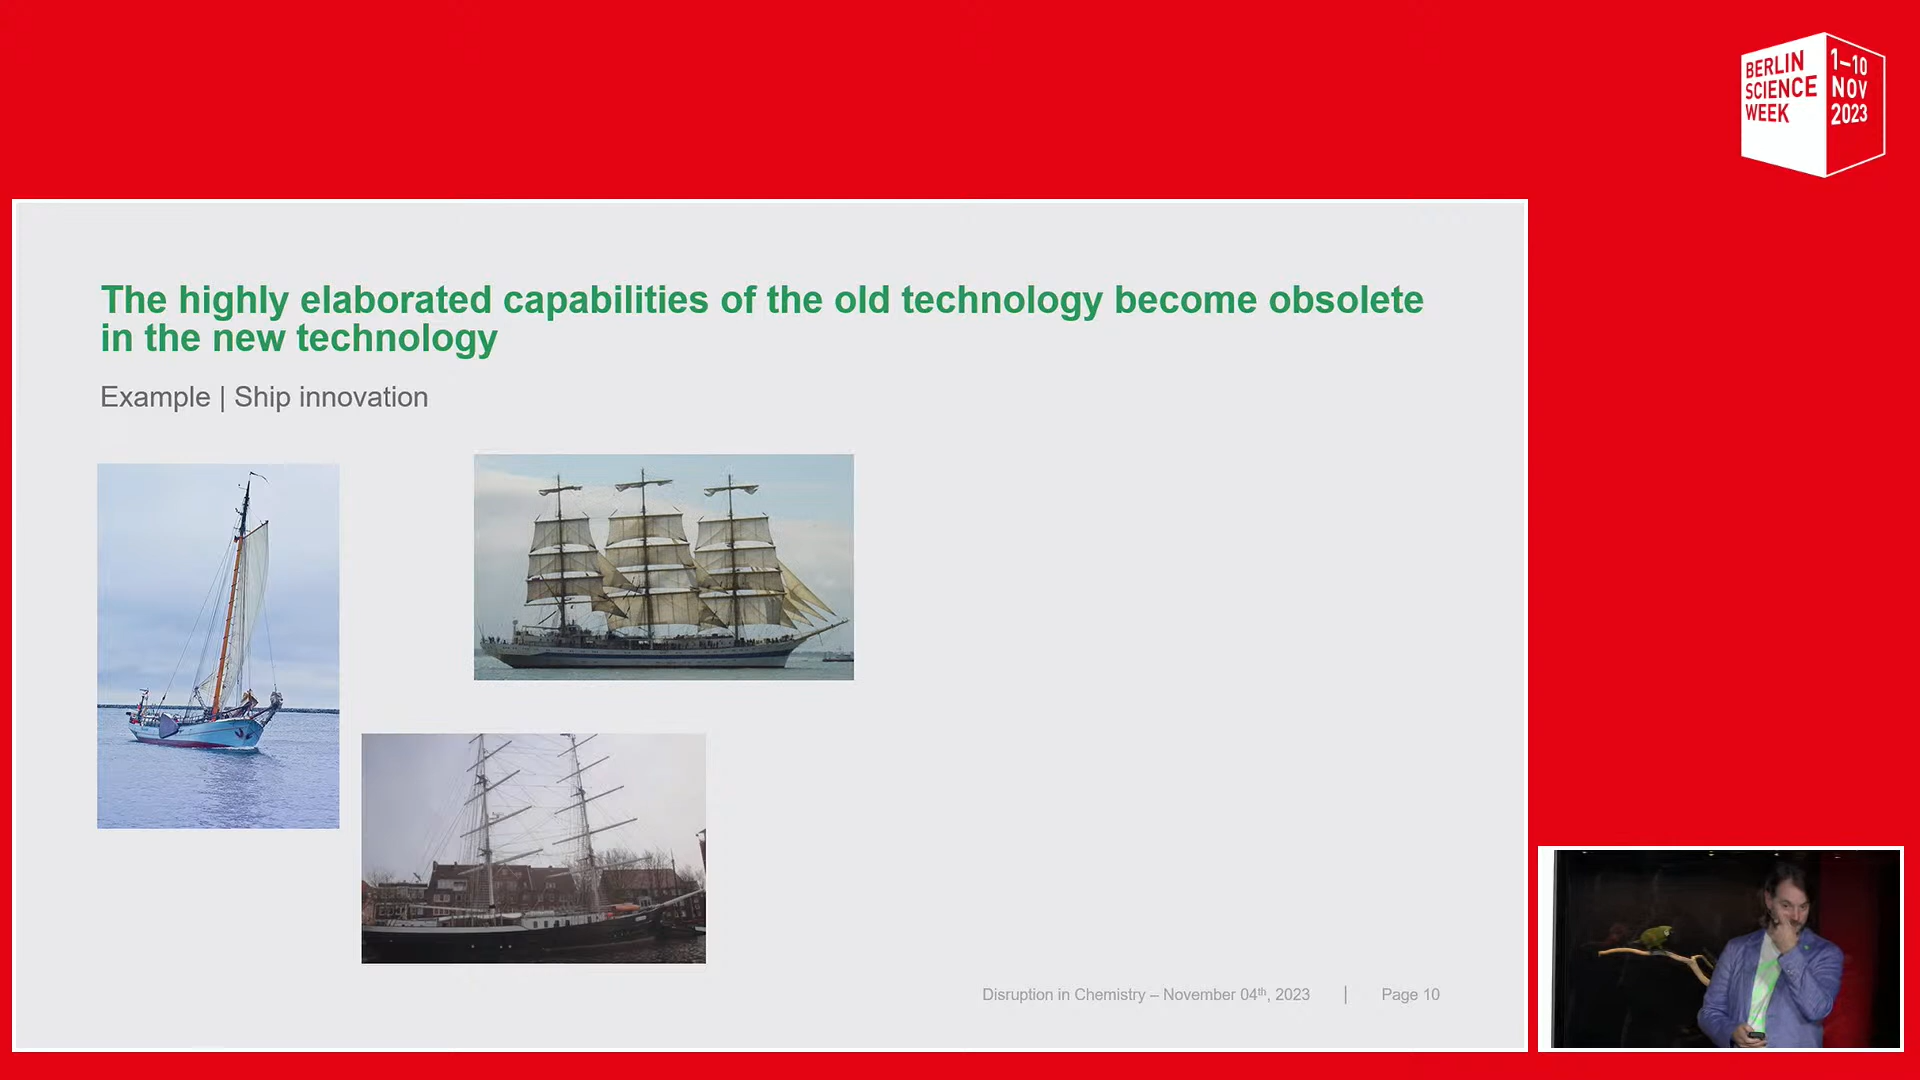 BERLIN
SCIENCE
WEEK
1–10
NOV
2023
The highly elaborated capabilities of the old technology become obsolete
in the new technology
Example | Ship innovation
Disruption in Chemistry – November 04th, 2023 | Page 10